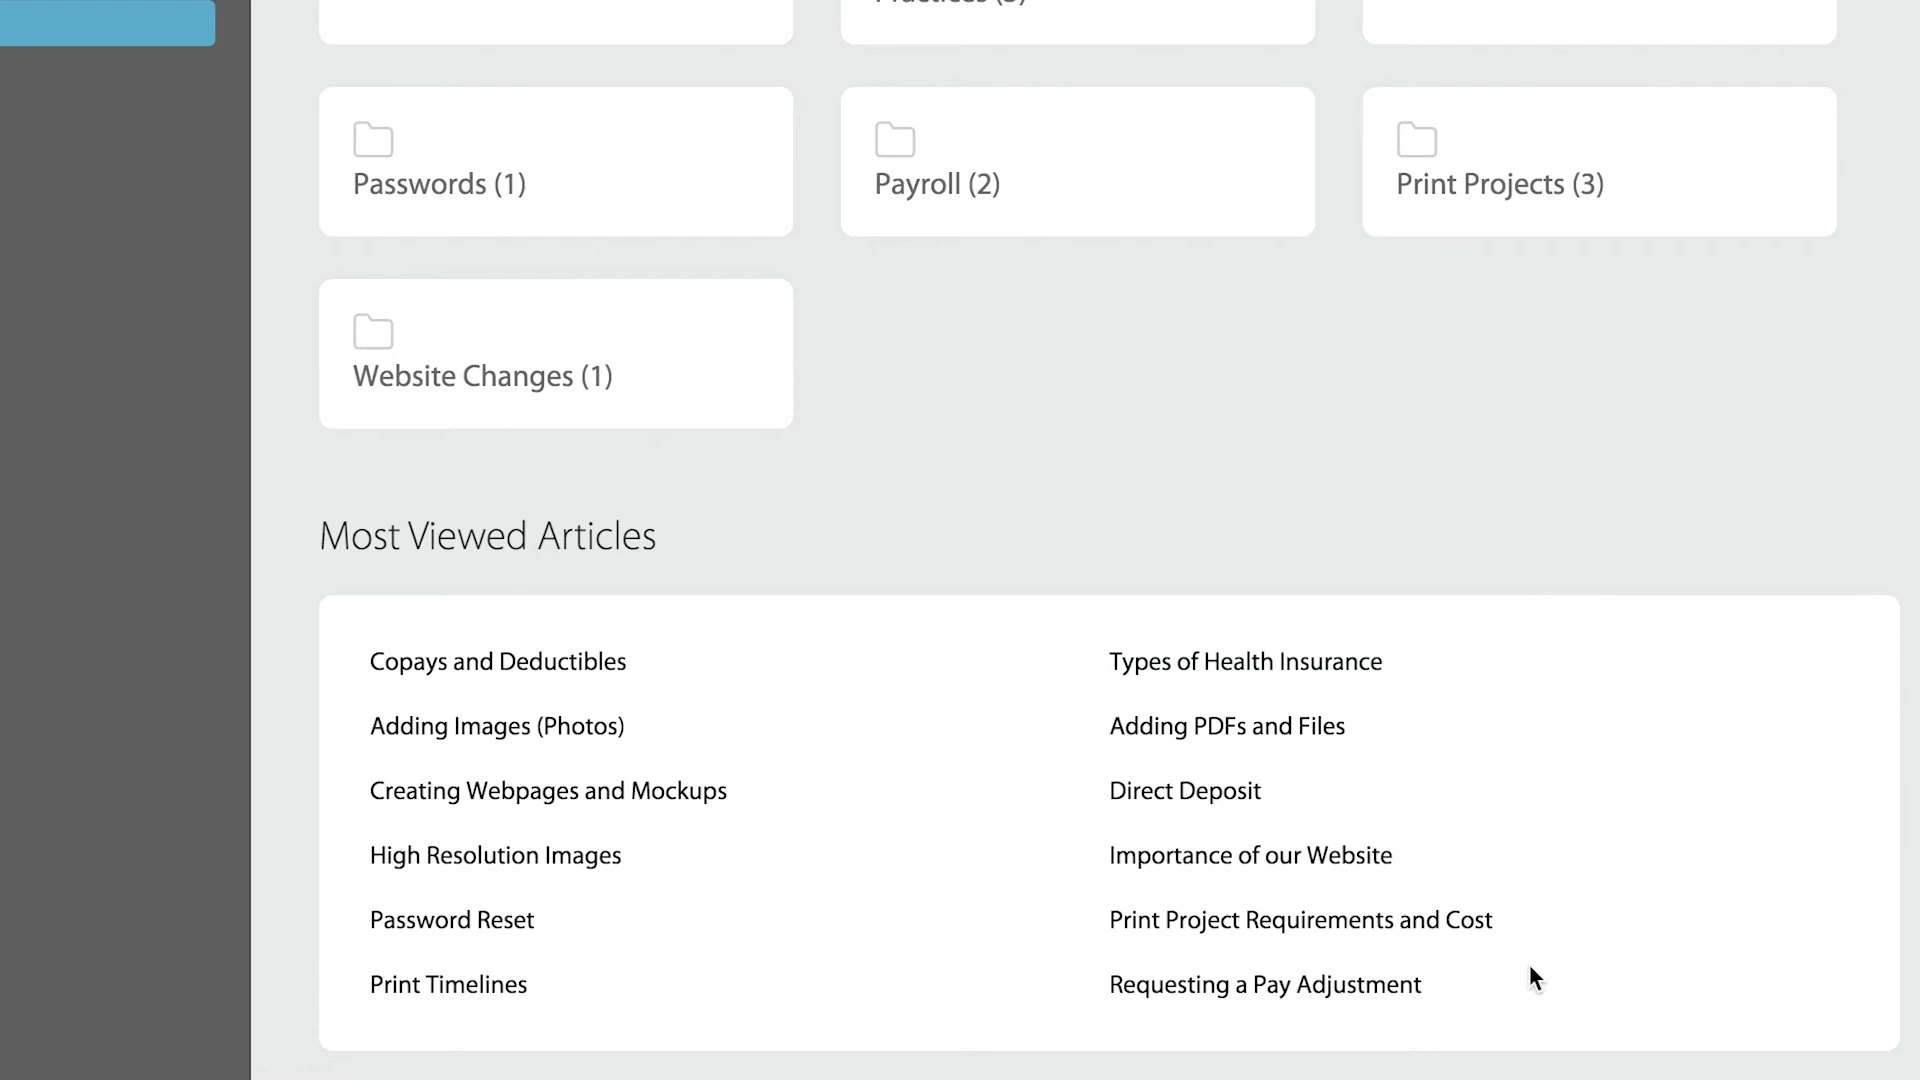 Passwords (1)
Payroll (2)
Print Projects (3)
Website Changes (1)
Most Viewed Articles
Copays and Deductibles
Types of Health Insurance
Adding Images (Photos)
Adding PDFs and Files
Creating Webpages and Mockups
Direct Deposit
High Resolution Images
Importance of our Website
Password Reset
Print Project Requirements and Cost
Print Timelines
Requesting a Pay Adjustment